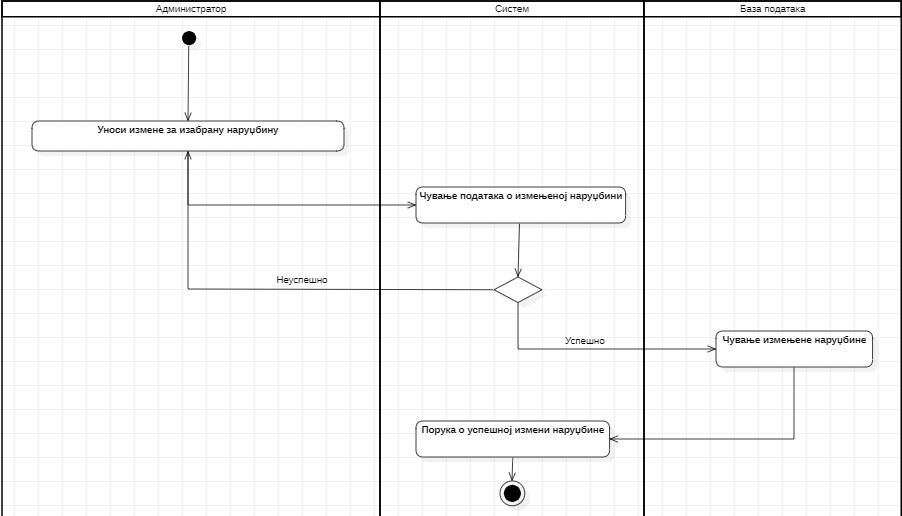 Администратор
Систем
База података
Уноси измене за изабрану наруџбину
Чување података о измењеној наруџбини
Неуспешно
Успешно
Чување измењене наруџбине
Порука о успешној измени наруџбине